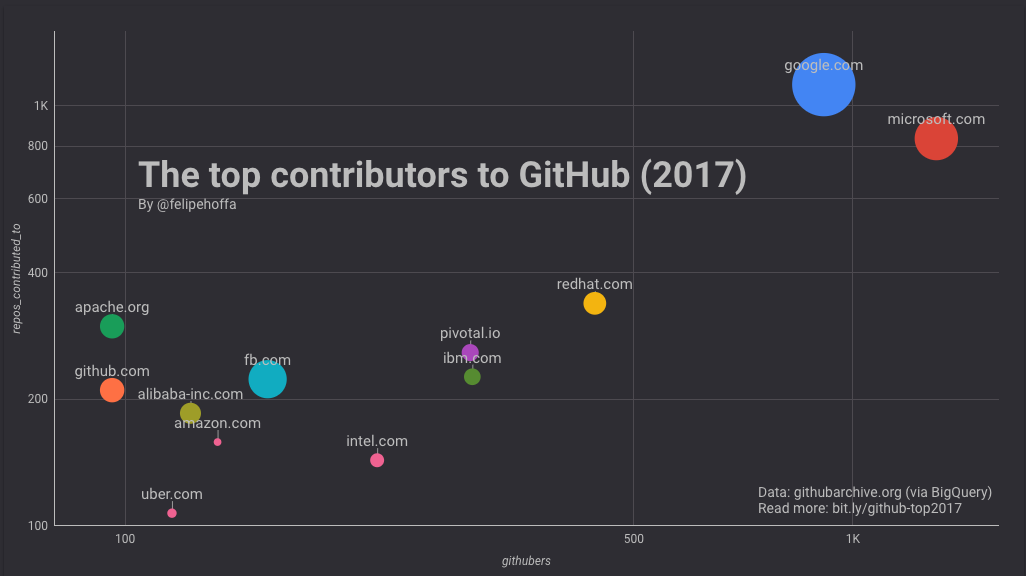 google.com
1K
microsoft.com
800
The top contributors to GitHub (2017)
600
By @felipehoffa
repos_contributed_to
400
redhat.com
apache.org
pivotal.io
ibm.com
fb.com
github.com
alibaba-inc.com
200
amazon.com
intel.com
uber.com
Data: githubarchive.org (via BigQuery)
Read more: bit.ly/github-top2017
100
100 500 1K
githubers